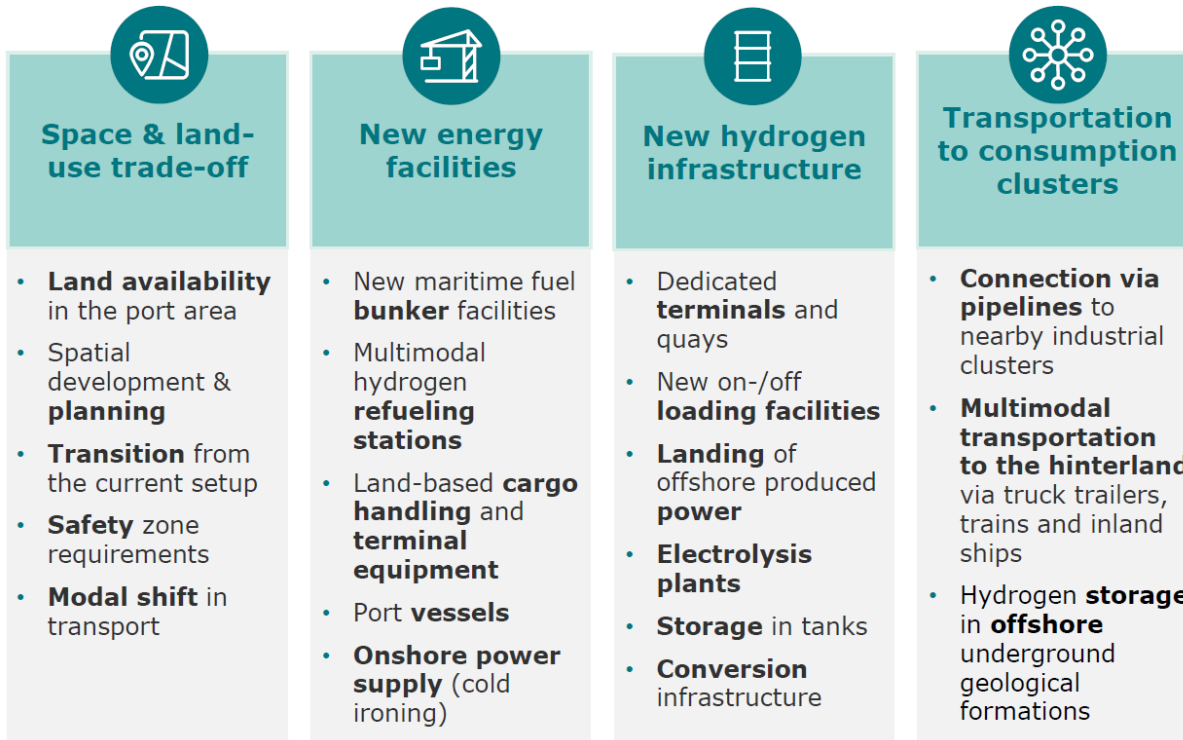 Space & land-
use trade-off
• Land availability
in the port area
• Spatial
development &
planning
• Transition from
the current setup
• Safety zone
requirements
• Modal shift in
transport
New energy
facilities
• New maritime fuel
bunker facilities
• Multimodal
hydrogen
refueling
stations
• Land-based cargo
handling and
terminal
equipment
• Port vessels
• Onshore power
supply (cold
ironing)
New hydrogen
infrastructure
• Dedicated
terminals and
quays
• New on-/off
loading facilities
• Landing of
offshore produced
power
• Electrolysis
plants
• Storage in tanks
• Conversion
infrastructure
Transportation
to consumption
clusters
• Connection via
pipelines to
nearby industrial
clusters
• Multimodal
transportation
to the hinterland
via truck trailers,
trains and inland
ships
• Hydrogen storage
in offshore
underground
geological
formations